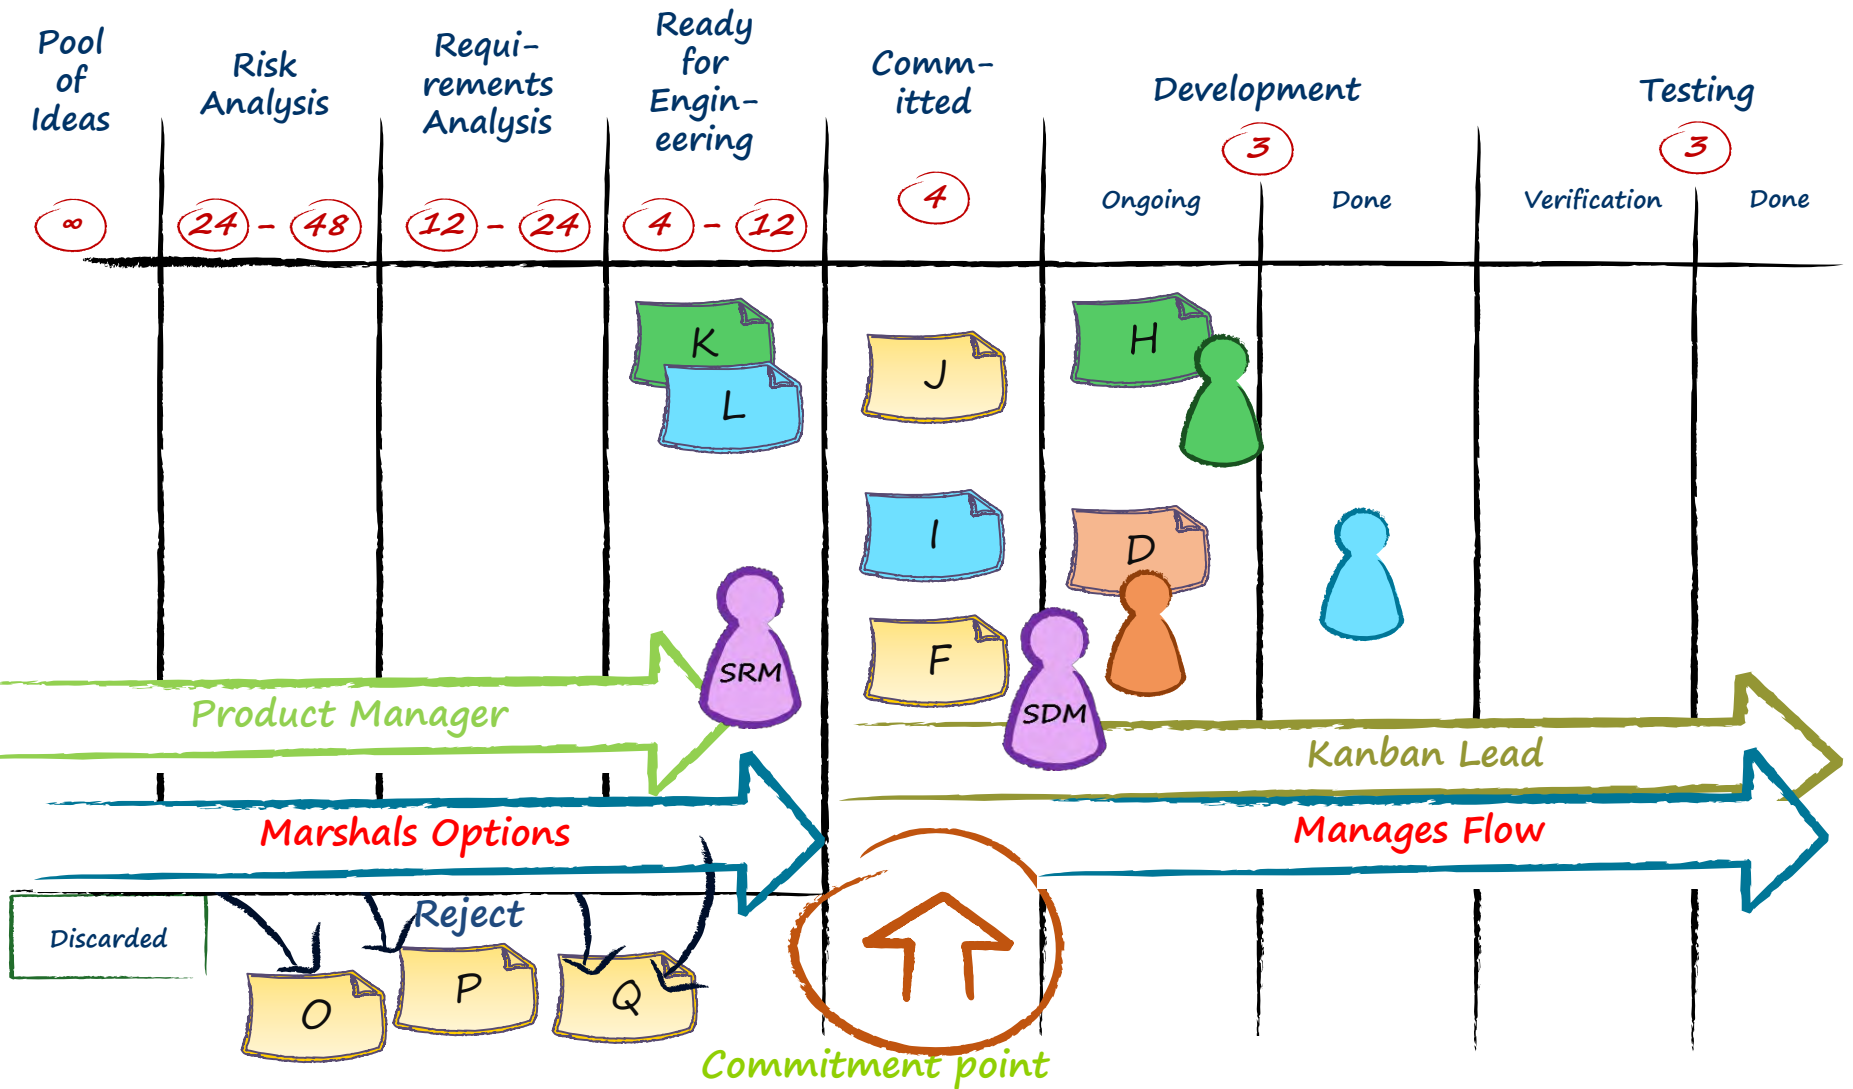 Pool
of
Ideas
Risk
Analysis
Requi-
rements
Analysis
Ready
for
Engin-
eering
Comm-
itted
Development
Testing
∞
24 - 48
12 - 24
4 - 12
4
3
3
Ongoing
Done
Verification
Done
K
L
J
I
F
H
D
SRM
SDM
Product Manager
Kanban Lead
Marshals Options
Manages Flow
Discarded
Reject
O
P
Q
Commitment point